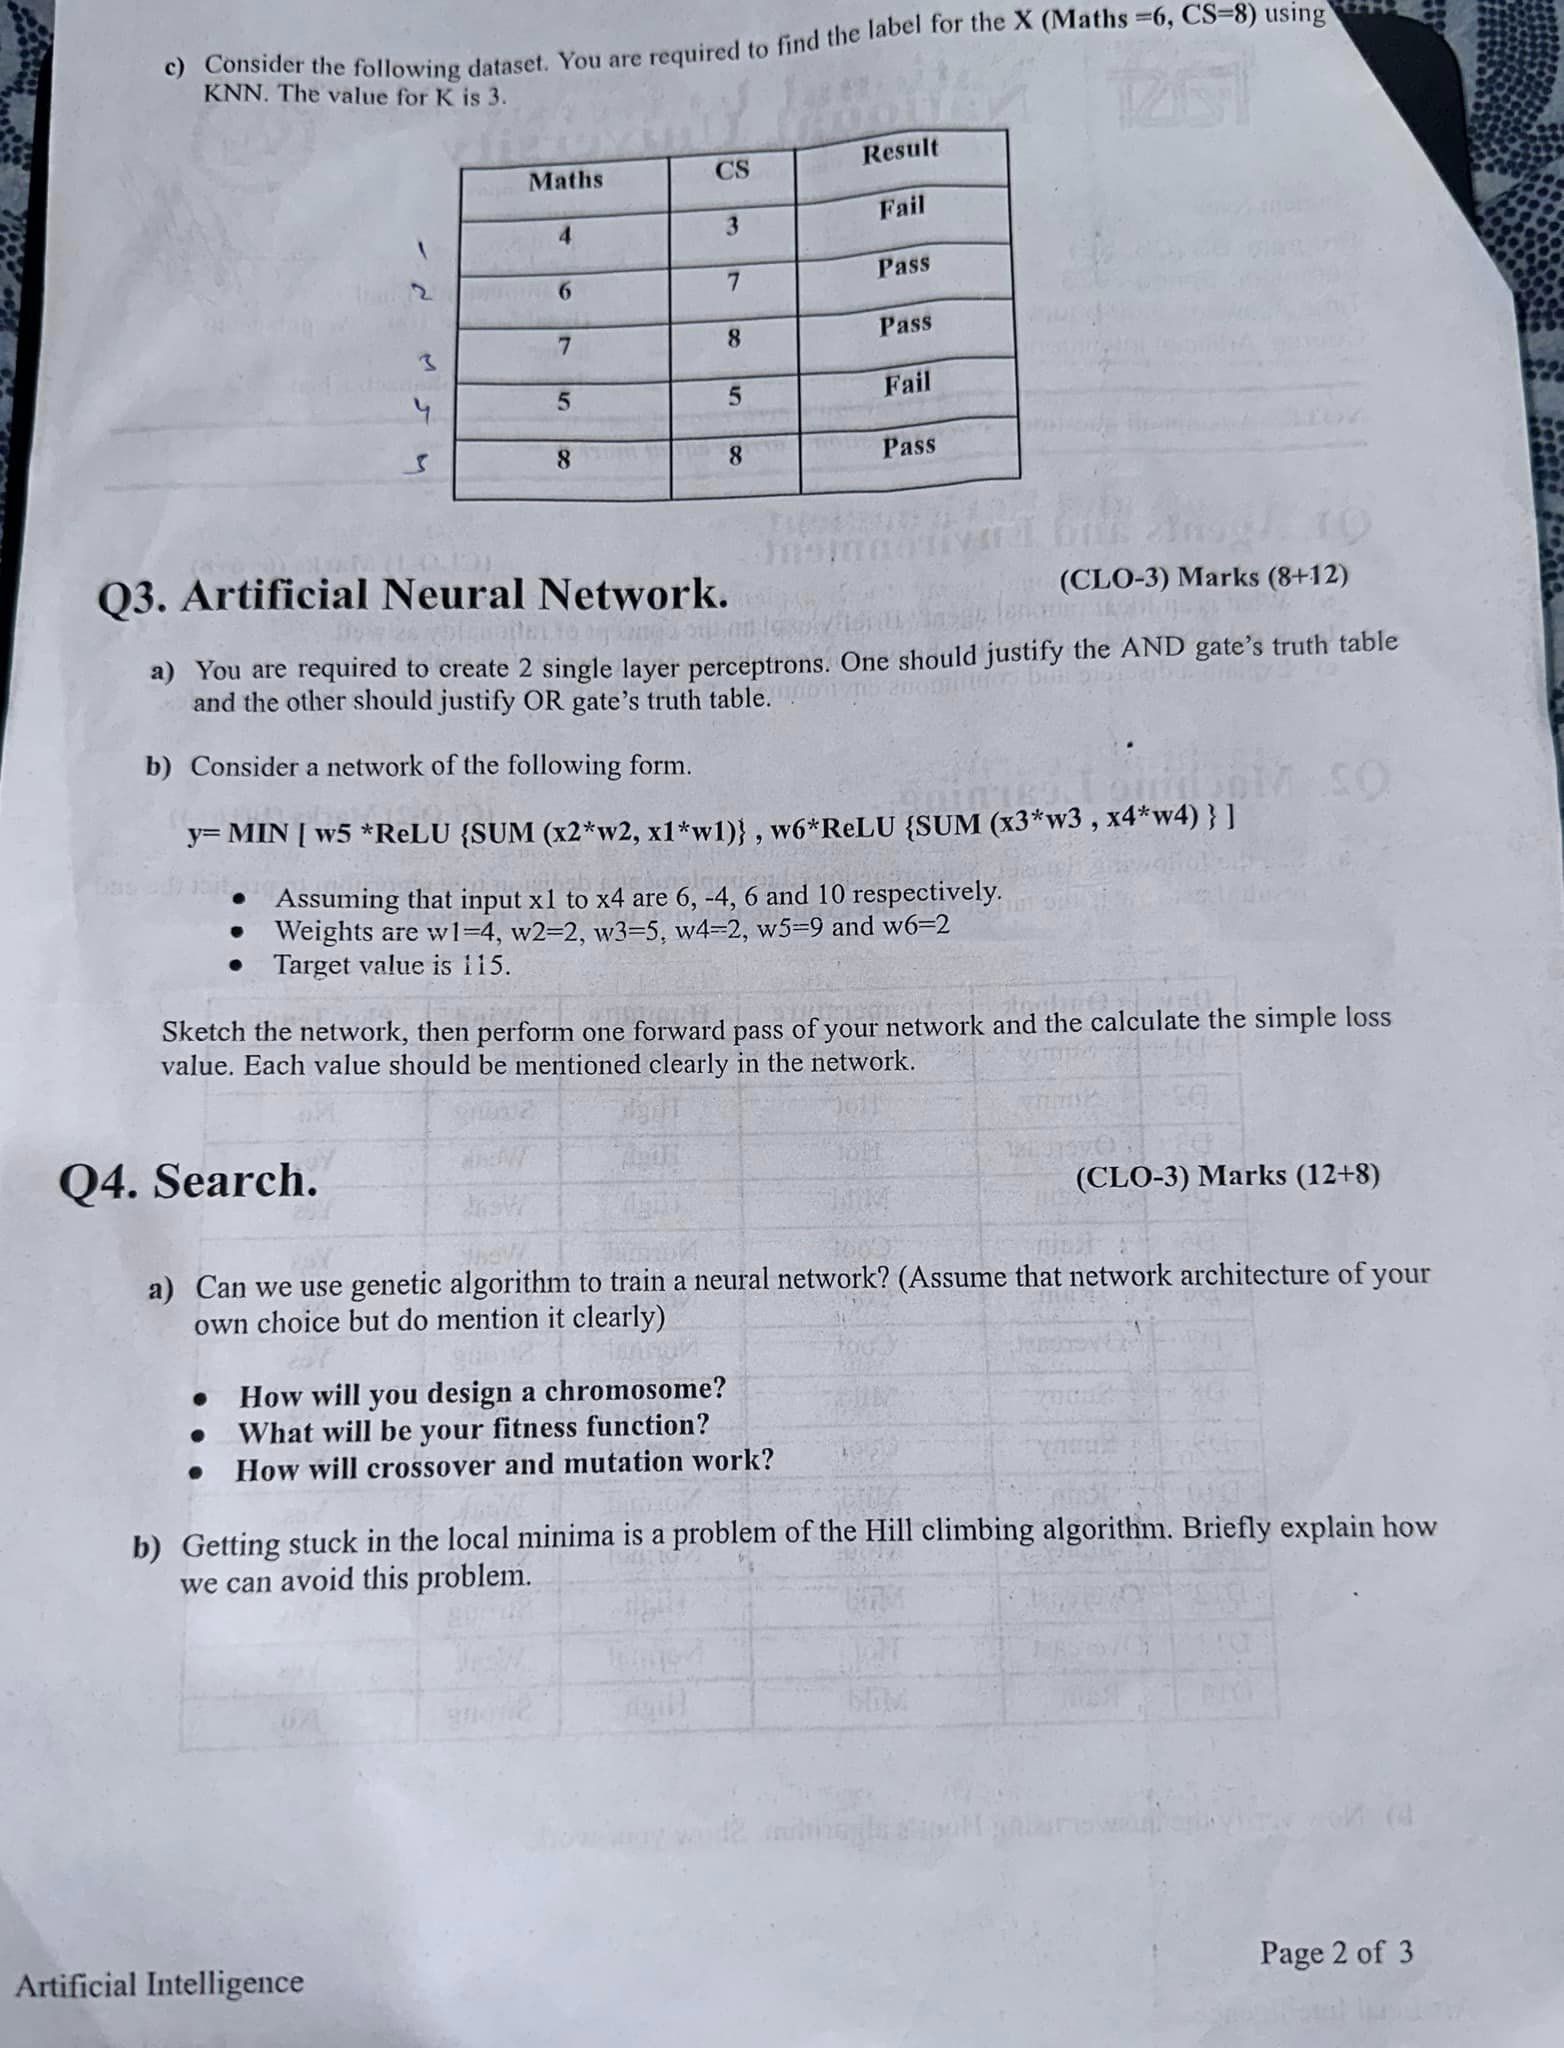 c) Consider the following dataset. You are required to find the label for the X (Maths =6, CS=8) using
KNN. The value for K is 3.
Maths CS Result
1 4 3 Fail
2 6 7 Pass
3 7 8 Pass
4 5 5 Fail
5 8 8 Pass
Q3. Artificial Neural Network. (CLO-3) Marks (8+12)
a) You are required to create 2 single layer perceptrons. One should justify the AND gate's truth table
and the other should justify OR gate's truth table.
b) Consider a network of the following form.
y= MIN [ w5 *ReLU {SUM (x2*w2, x1*w1)} , w6*ReLU {SUM (x3*w3 , x4*w4) } ]
• Assuming that input x1 to x4 are 6, -4, 6 and 10 respectively.
• Weights are w1=4, w2=2, w3=5, w4=2, w5=9 and w6=2
• Target value is 115.
Sketch the network, then perform one forward pass of your network and the calculate the simple loss
value. Each value should be mentioned clearly in the network.
Q4. Search. (CLO-3) Marks (12+8)
a) Can we use genetic algorithm to train a neural network? (Assume that network architecture of your
own choice but do mention it clearly)
• How will you design a chromosome?
• What will be your fitness function?
• How will crossover and mutation work?
b) Getting stuck in the local minima is a problem of the Hill climbing algorithm. Briefly explain how
we can avoid this problem.
Page 2 of 3
Artificial Intelligence